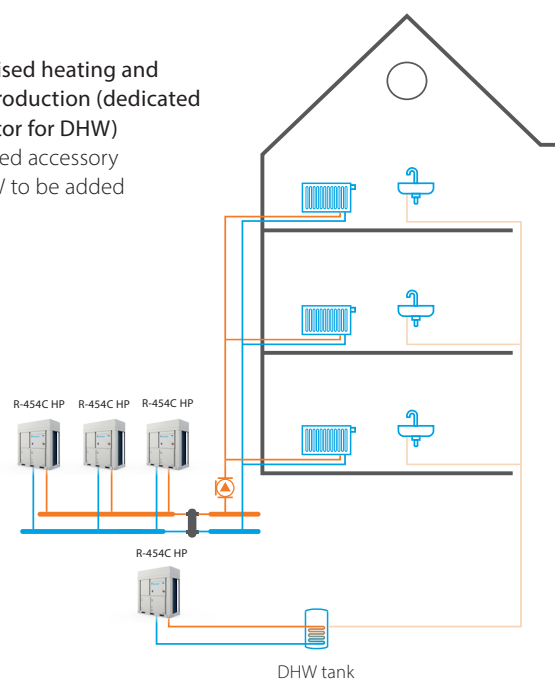 ised heating and
roduction (dedicated
tor for DHW)
ed accessory
/ to be added
R-454C HP
R-454C HP
R-454C HP
R-454C HP
DHW tank